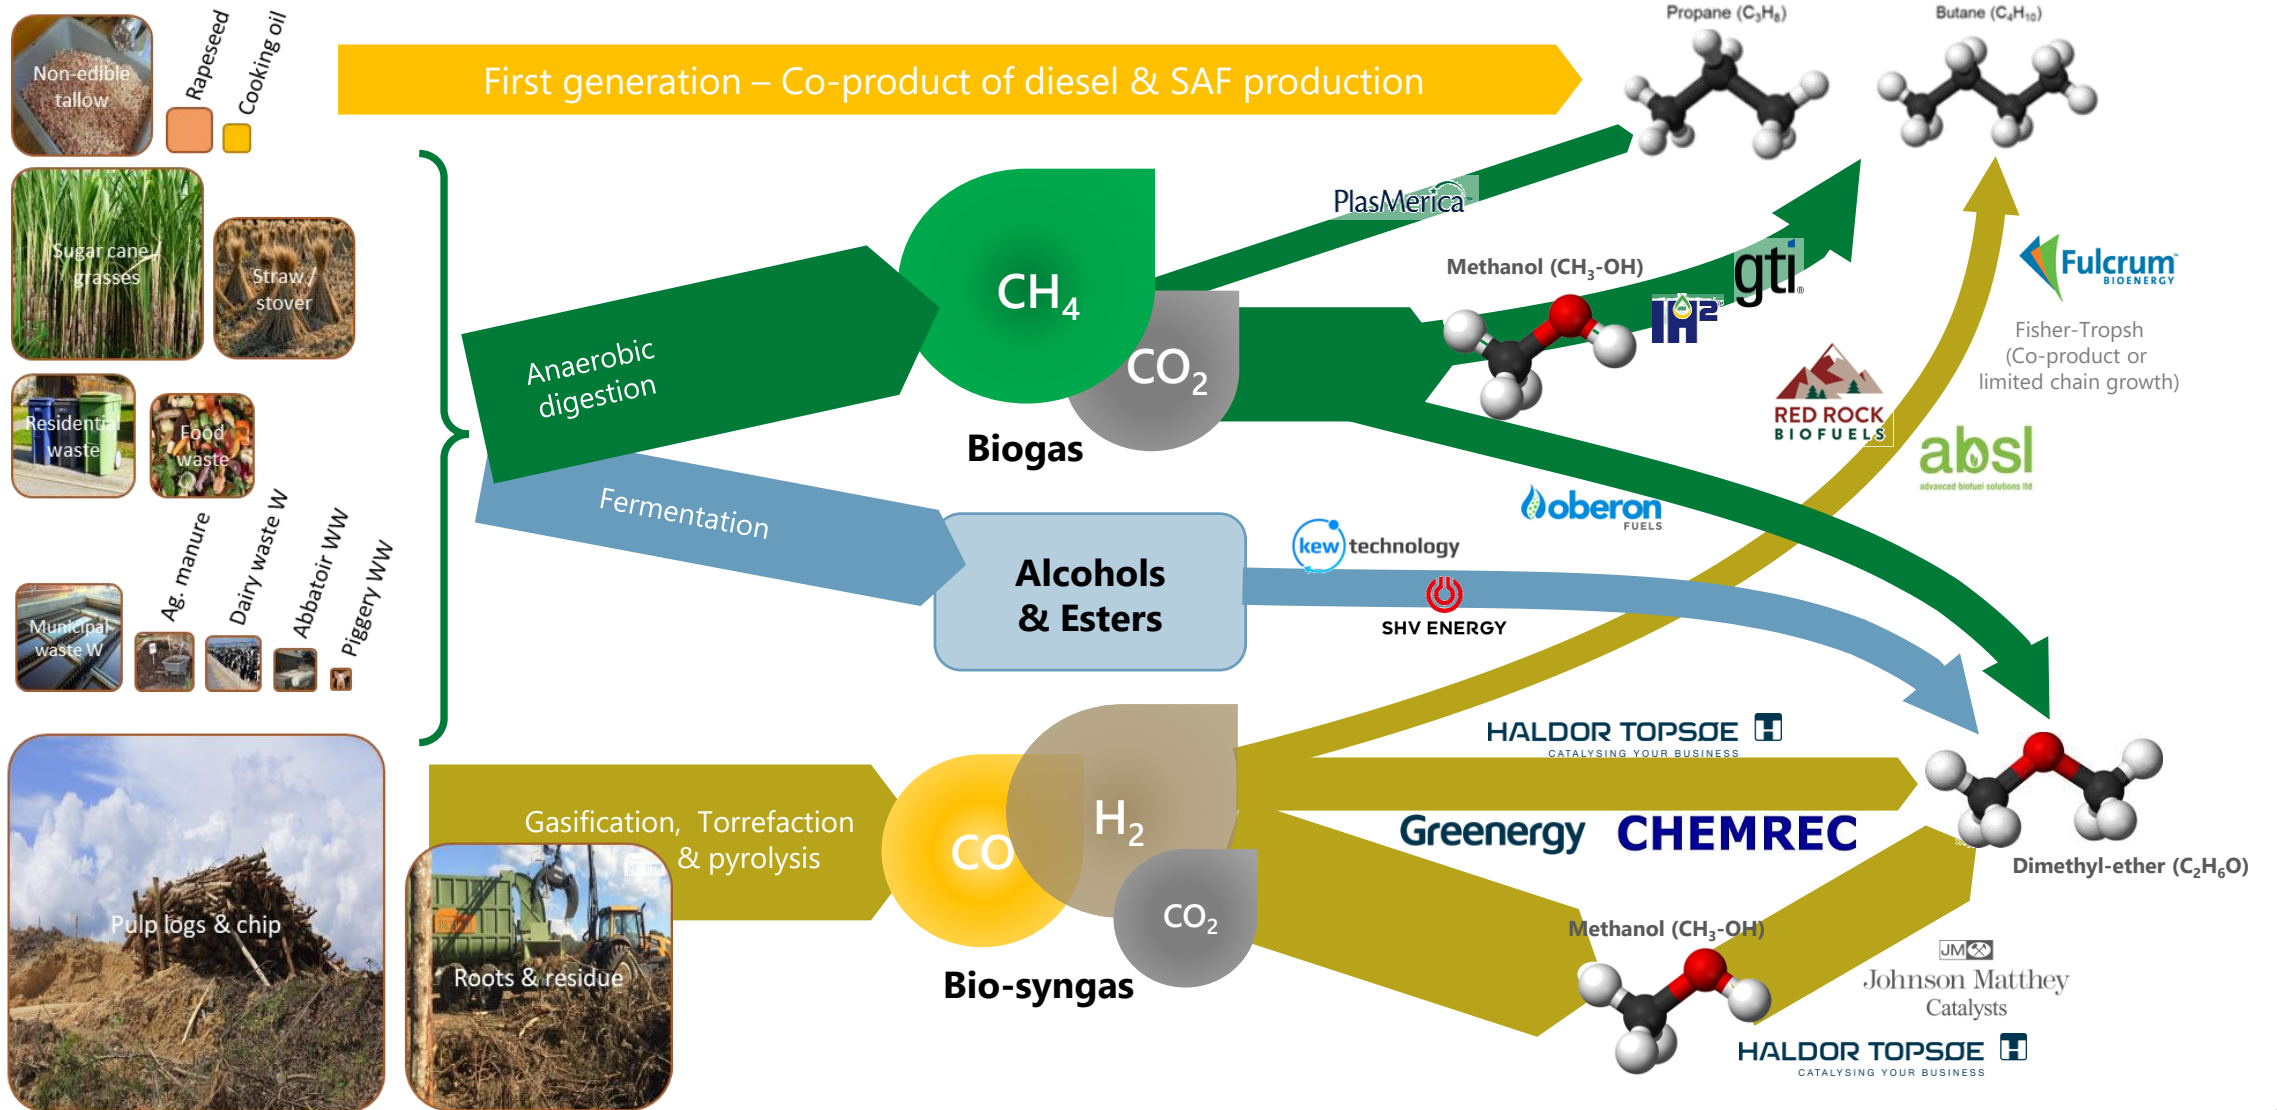 Propane (C₃H₈)
Butane (C₄H₁₀)
Non-edible
tallow
Rapeseed
Cooking oil
First generation – Co-product of diesel & SAF production
Sugar cane/
grasses
Straw /
stover
Residential
waste
Food
waste
Municipal
waste W
Ag. manure
Dairy waste W
Abbatoir WW
Piggery WW
Pulp logs & chip
Roots & residue
Anaerobic
digestion
CH₄
CO₂
Biogas
Fermentation
Alcohols
& Esters
Gasification, Torrefaction
& pyrolysis
CO
H₂
CO₂
Bio-syngas
PlasMerica
Methanol (CH₃-OH)
IH²
gti
Fulcrum
BIOENERGY
Fisher-Tropsh
(Co-product or
limited chain growth)
RED ROCK
BIOFUELS
absl
advanced biofuel solutions ltd
oberon
FUELS
kew technology
SHV ENERGY
HALDOR TOPSØE H
CATALYSING YOUR BUSINESS
Greenergy
CHEMREC
Dimethyl-ether (C₂H₆O)
Methanol (CH₃-OH)
JM
Johnson Matthey
Catalysts
HALDOR TOPSØE H
CATALYSING YOUR BUSINESS